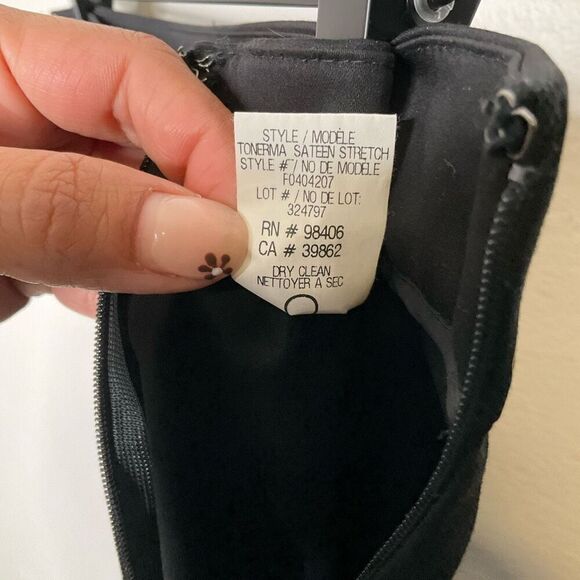 STYLE / MODÈLE
TONERMA SATEEN STRETCH
STYLE # / NO DE MODÈLE
F0404207
LOT # / NO DE LOT:
324797
RN # 98406
CA # 39862
DRY CLEAN
NETTOYER A SEC